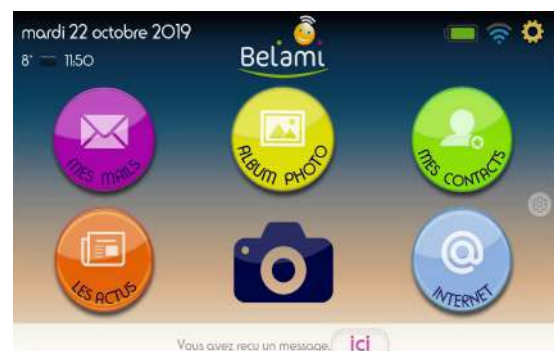 mardi 22 octobre 2019
8° 11:50
Belami
MES MAILS
ALBUM PHOTO
MES CONTACTS
LES ACTUS
INTERNET
Vous avez recu un message. ici